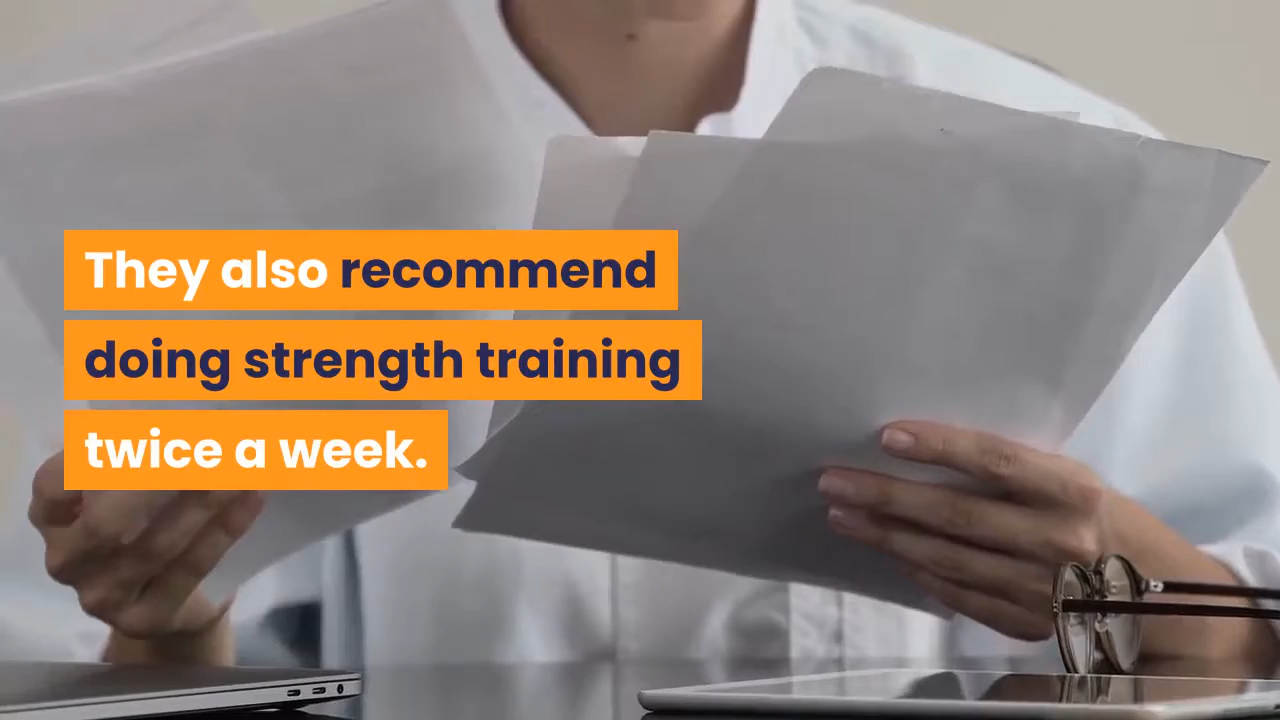 They also recommend
doing strength training
twice a week.